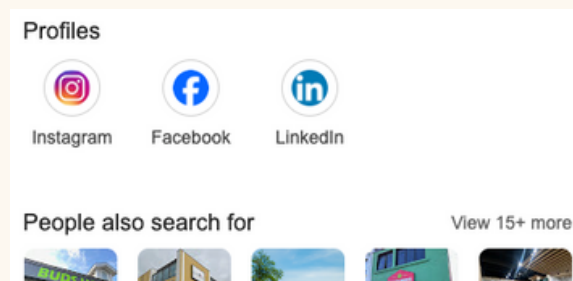 Profiles
Instagram Facebook LinkedIn
People also search for View 15+ more